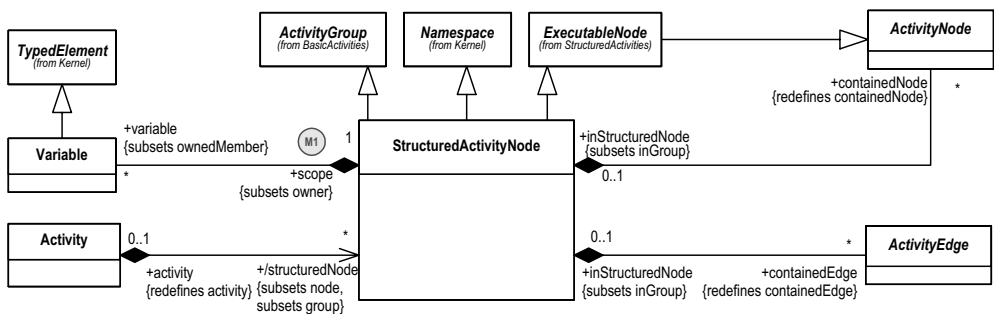 ActivityGroup
(from BasicActivities)
Namespace
(from Kernel)
ExecutableNode
(from StructuredActivities)
ActivityNode
TypedElement
(from Kernel)
+containedNode
{redefines containedNode}
*
+variable
{subsets ownedMember}
M1
1
StructuredActivityNode
+inStructuredNode
{subsets inGroup}
0..1
Variable
*
+scope
{subsets owner}
Activity
0..1
*
+activity
{redefines activity}
+/structuredNode
{subsets node,
subsets group}
0..1
*
ActivityEdge
+inStructuredNode
{subsets inGroup}
+containedEdge
{redefines containedEdge}